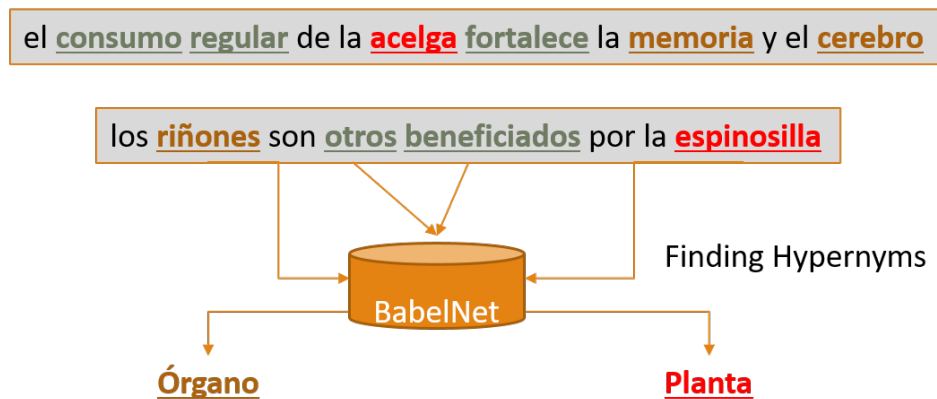 el consumo regular de la acelga fortalece la memoria y el cerebro
los riñones son otros beneficiados por la espinosilla
Finding Hypernyms
BabelNet
Órgano
Planta